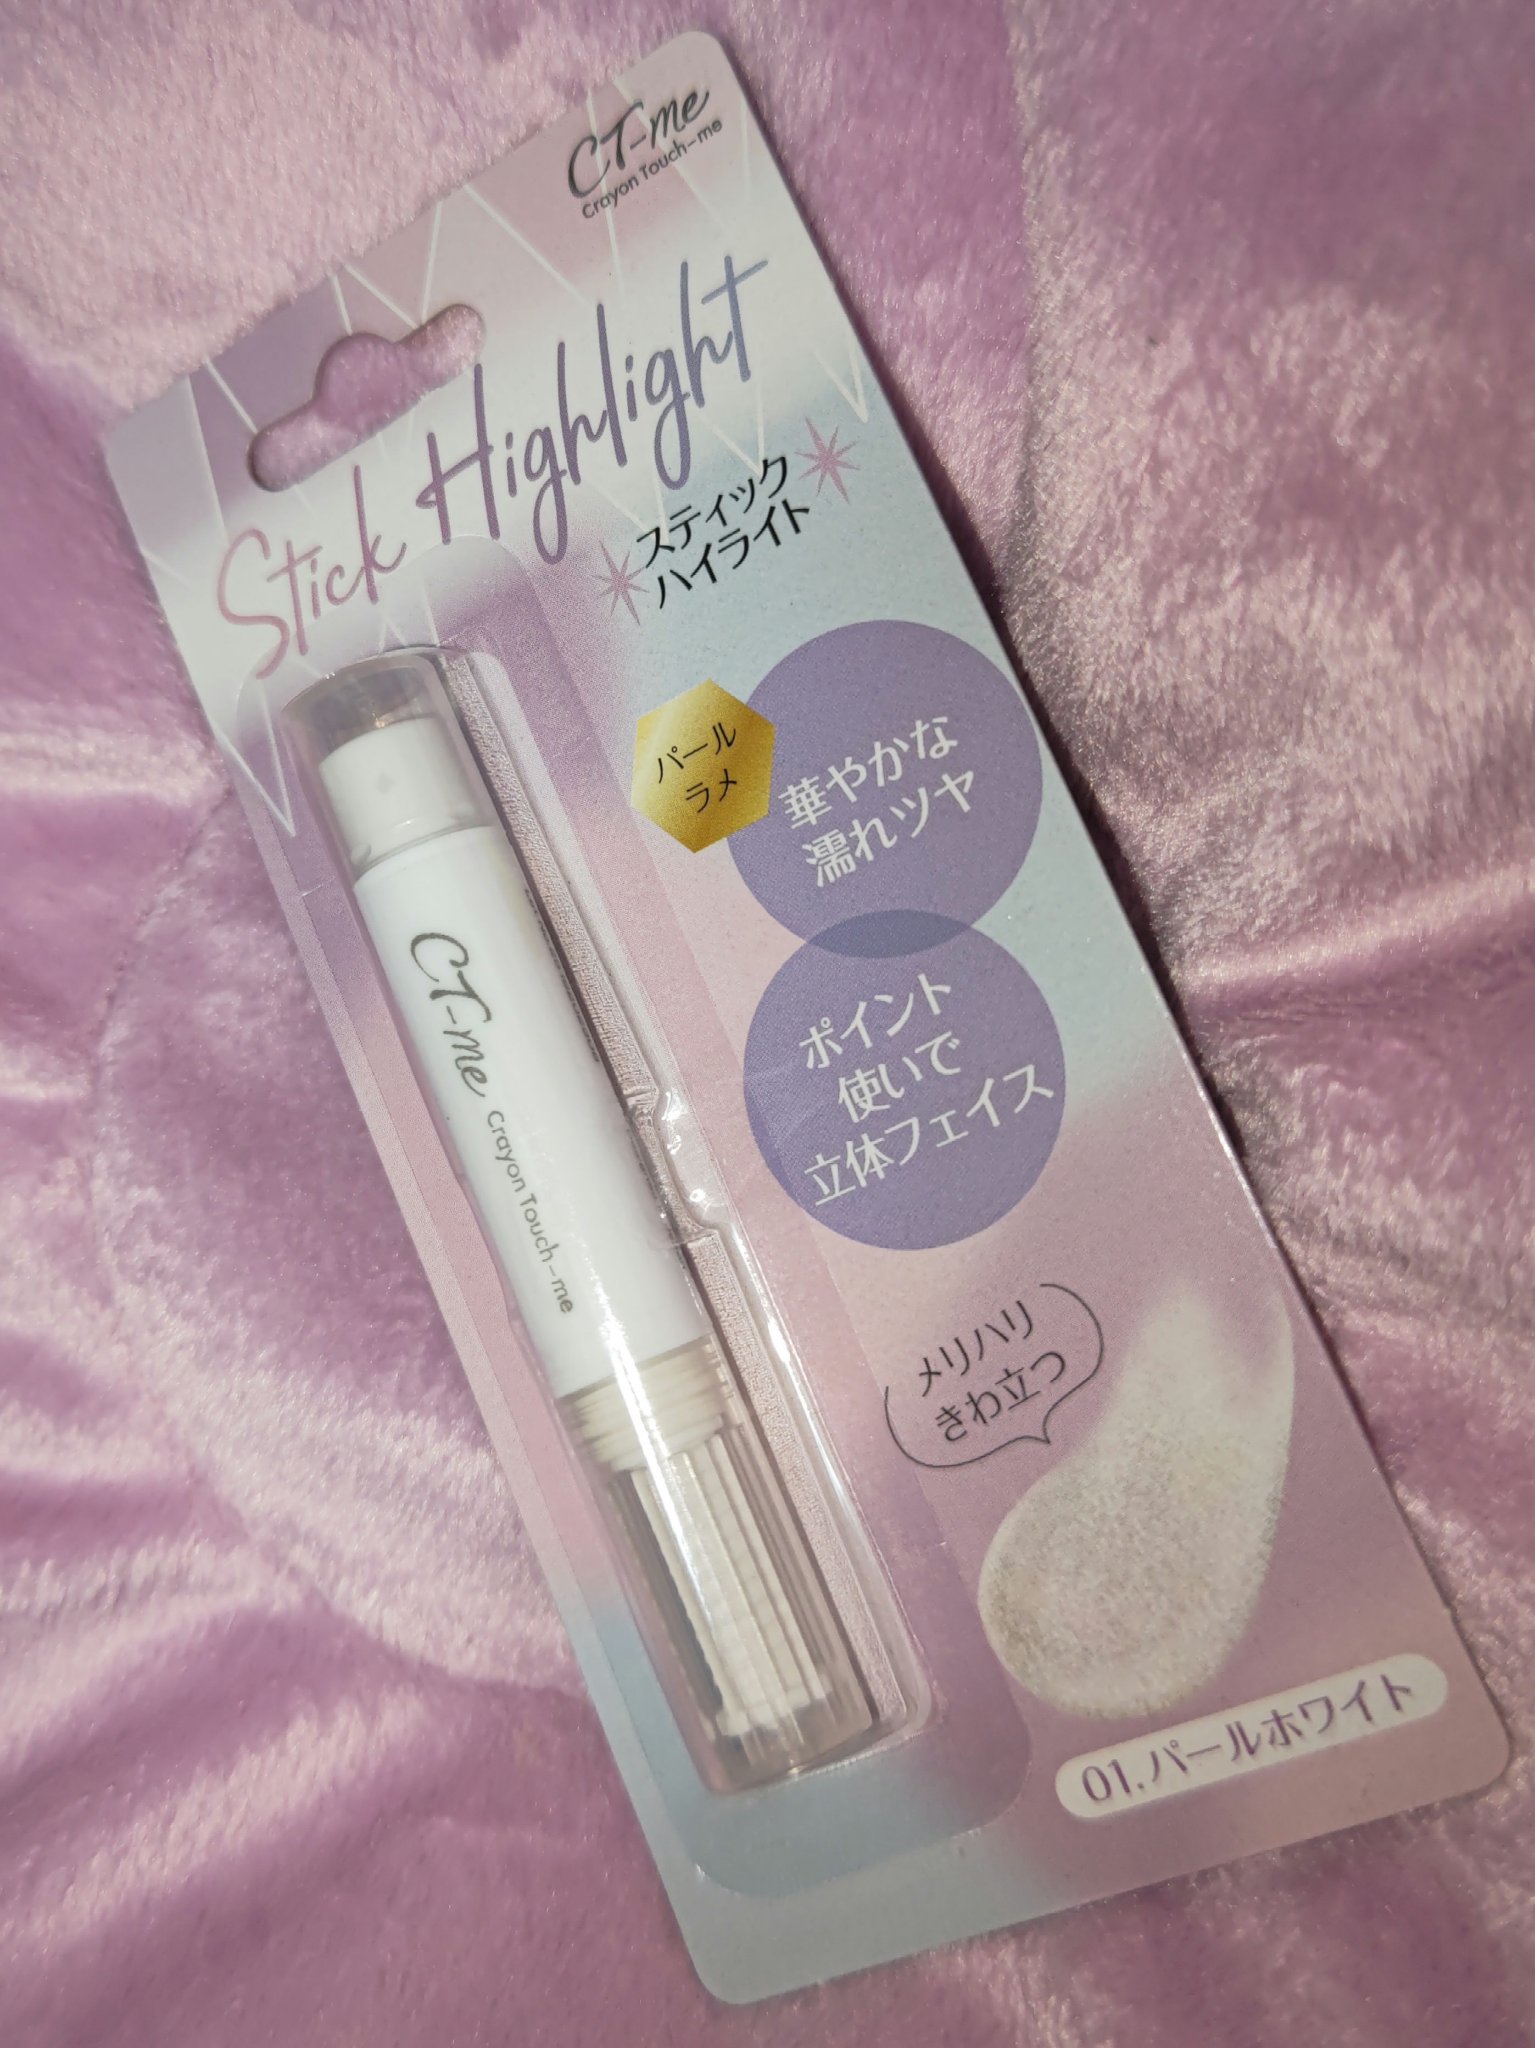 CT-me
Crayon Touch-me
Stick Highlight
スティック
ハイライト
パール
ラメ
華やかな
濡れツヤ
ポイント
使いで
立体フェイス
メリハリ
きわ立つ
01.パールホワイト
CT-me Crayon Touch-me